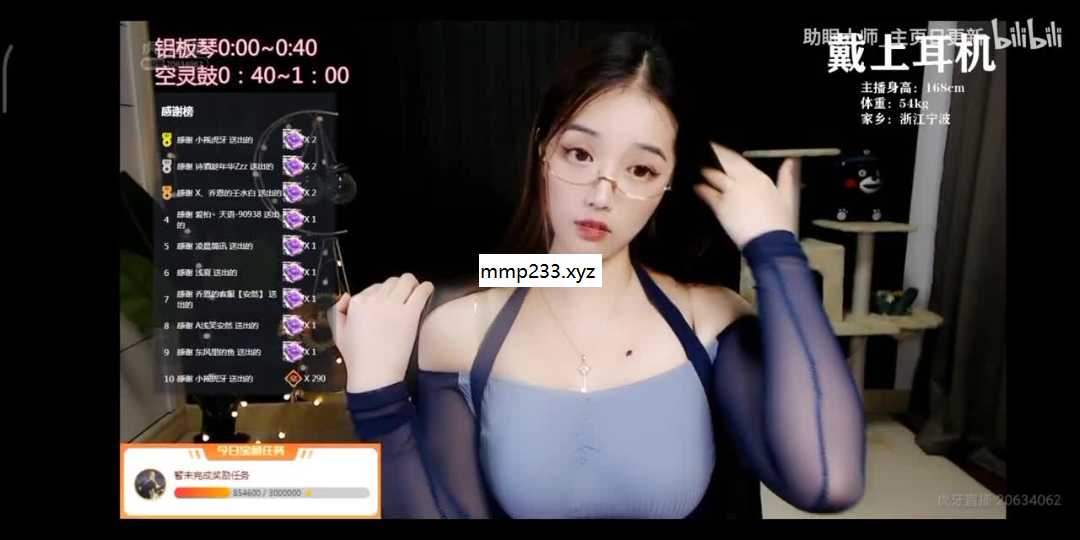 铝板琴0:00~0:40
空灵鼓0：40~1：00
感谢榜
感谢 小摇虎牙 送出的 X 2
感谢 诗酒趁年华Zzz 送出的 X 2
感谢 X、乔恩的王水白 送出的 X 2
4 感谢 爱拍丶天语-90938 送出的 X 1
5 感谢 凌晨简讯 送出的 X 1
6 感谢 浅夏 送出的 X 1
7 感谢 乔恩的客服【安然】 送出的 X 1
8 感谢 A浅笑安然 送出的 X 1
9 感谢 东风里的鱼 送出的 X 1
10 感谢 小摇虎牙 送出的 X 290
今日宝箱任务
暂未完成奖励任务
854600 / 3000000
mmp233.xyz
助眠大师_主页日更新
bilibili
戴上耳机
主播身高：168cm
体重：54kg
家乡：浙江宁波
虎牙直播 20634062